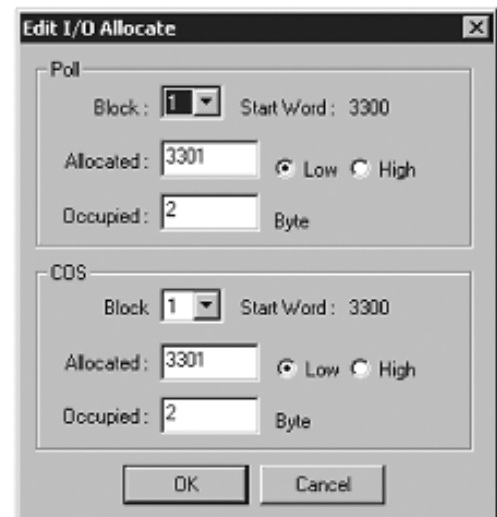 Edit I/O Allocate
Poll
Block : 1 Start Word : 3300
Allocated : 3301 Low High
Occupied : 2 Byte
COS
Block 1 Start Word : 3300
Allocated : 3301 Low High
Occupied : 2 Byte
OK Cancel